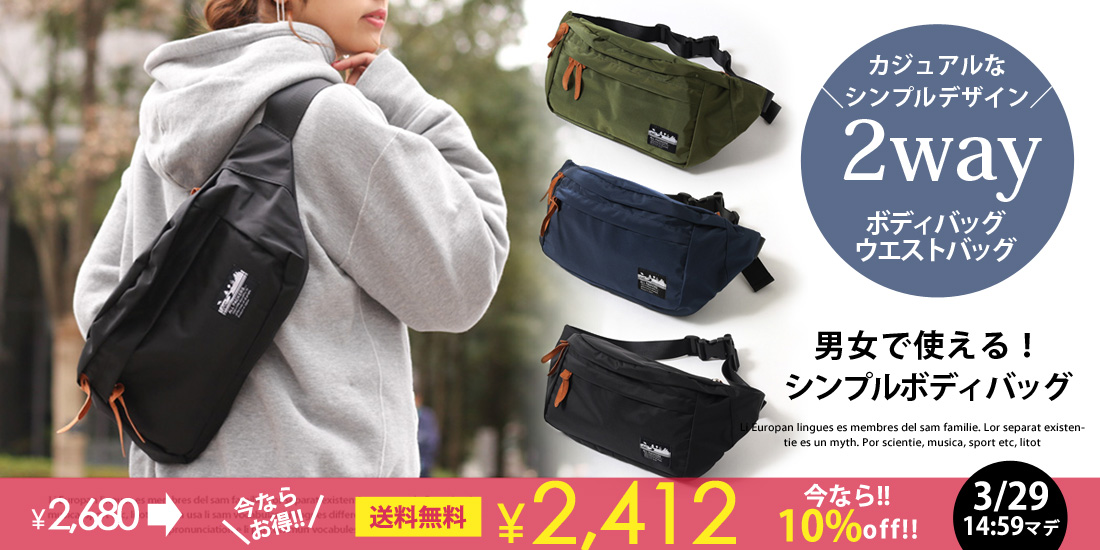 カジュアルな
＼シンプルデザイン／
2way
ボディバッグ
ウエストバッグ
男女で使える！
シンプルボディバッグ
Li Europan lingues es membres del sam familie. Lor separat existen-
tie es un myth. Por scientie, musica, sport etc, litot
¥2,680
＼今なら
お得!!／
送料無料
¥2,412
今なら!!
10%off!!
3/29
14:59マデ